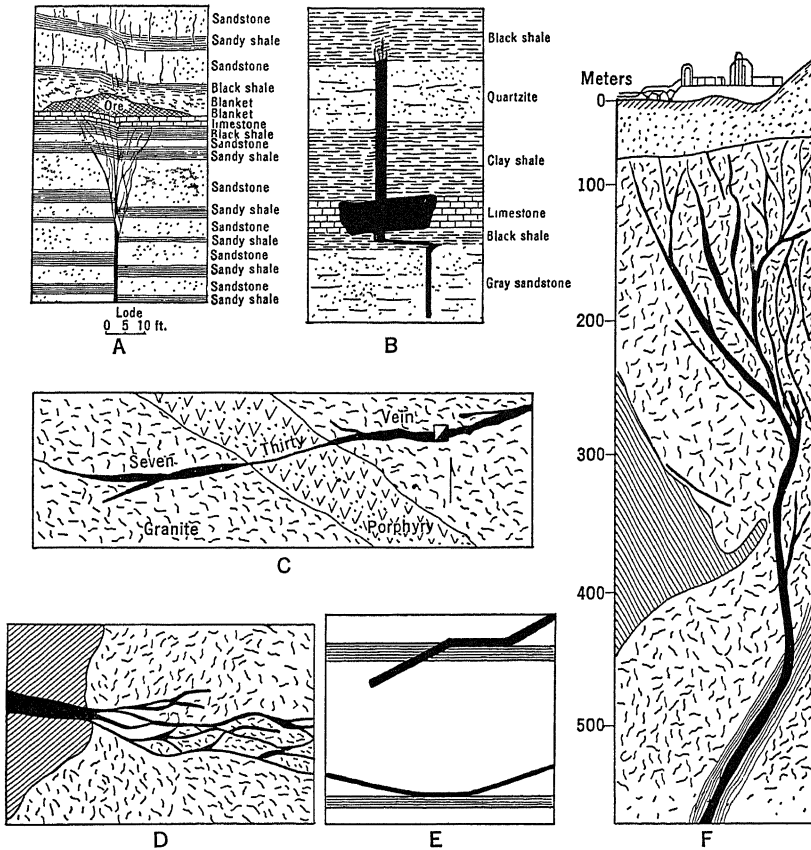 Sandstone
Sandy shale
Sandstone
Black shale
Blanket
Blanket
limestone
Black shale
Sandstone
Sandy shale
Sandstone
Sandy shale
Sandstone
Sandy shale
Sandstone
Sandy shale
Sandstone
Sandy shale
Ore
Lode
0 5 10 ft.
A
Black shale
Quartzite
Clay shale
Limestone
Black shale
Gray sandstone
B
Seven
Thirty
Vein
Granite
Porphyry
C
D
E
Meters
0
100
200
300
400
500
F